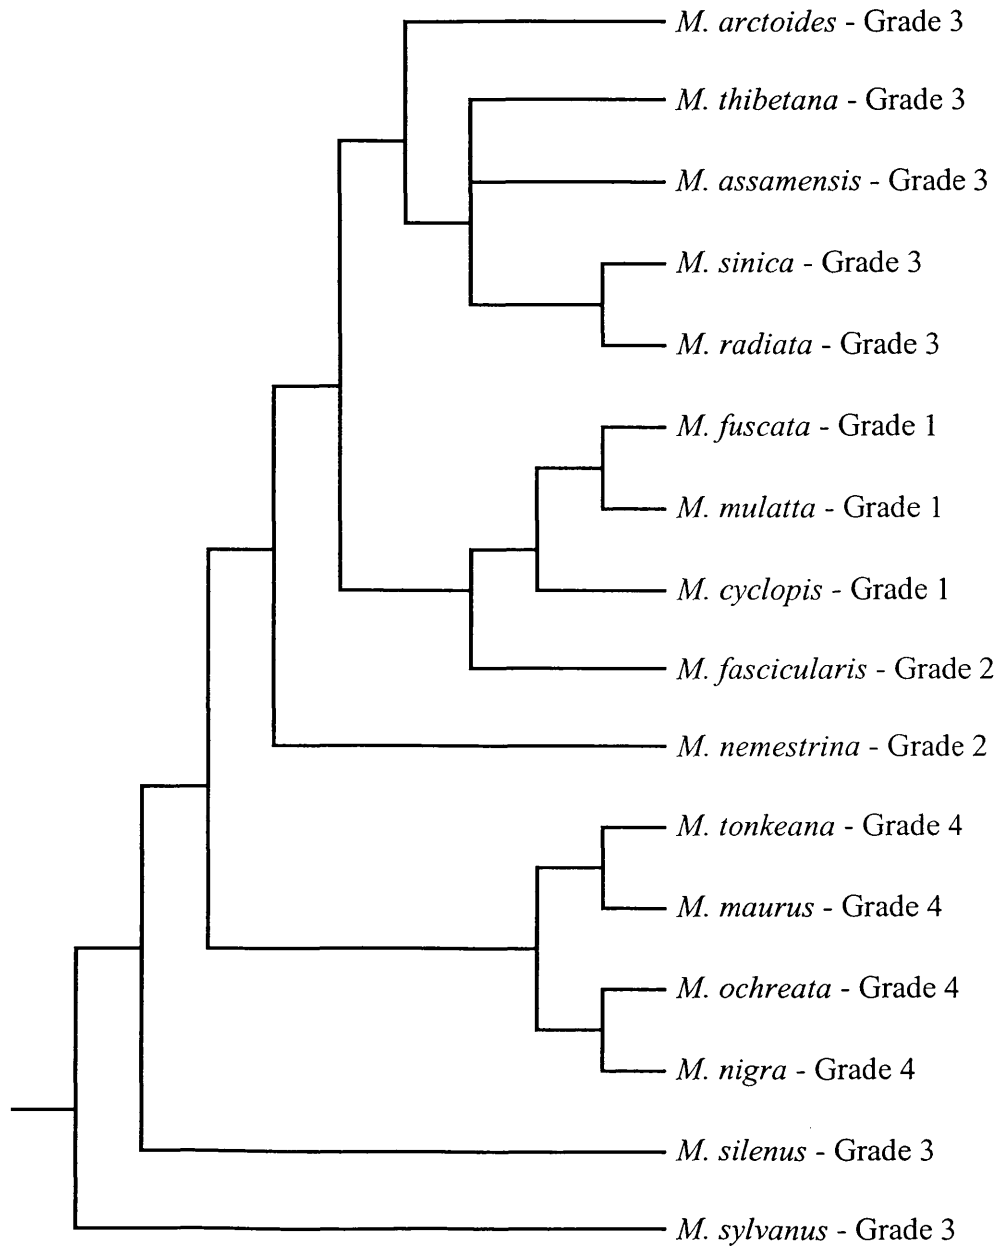 M. arctoides - Grade 3
M. thibetana - Grade 3
M. assamensis - Grade 3
M. sinica - Grade 3
M. radiata - Grade 3
M. fuscata - Grade 1
M. mulatta - Grade 1
M. cyclopis - Grade 1
M. fascicularis - Grade 2
M. nemestrina - Grade 2
M. tonkeana - Grade 4
M. maurus - Grade 4
M. ochreata - Grade 4
M. nigra - Grade 4
M. silenus - Grade 3
M. sylvanus - Grade 3